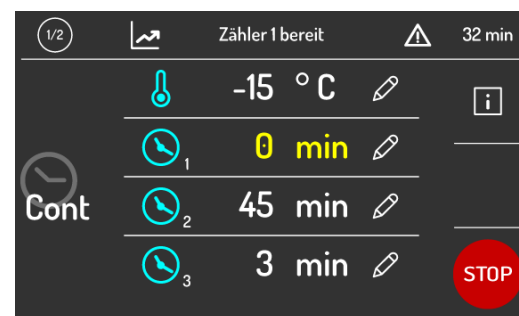 1/2 Zähler 1 bereit 32 min
-15 °C
i
1 0 min
Cont
2 45 min
3 3 min
STOP